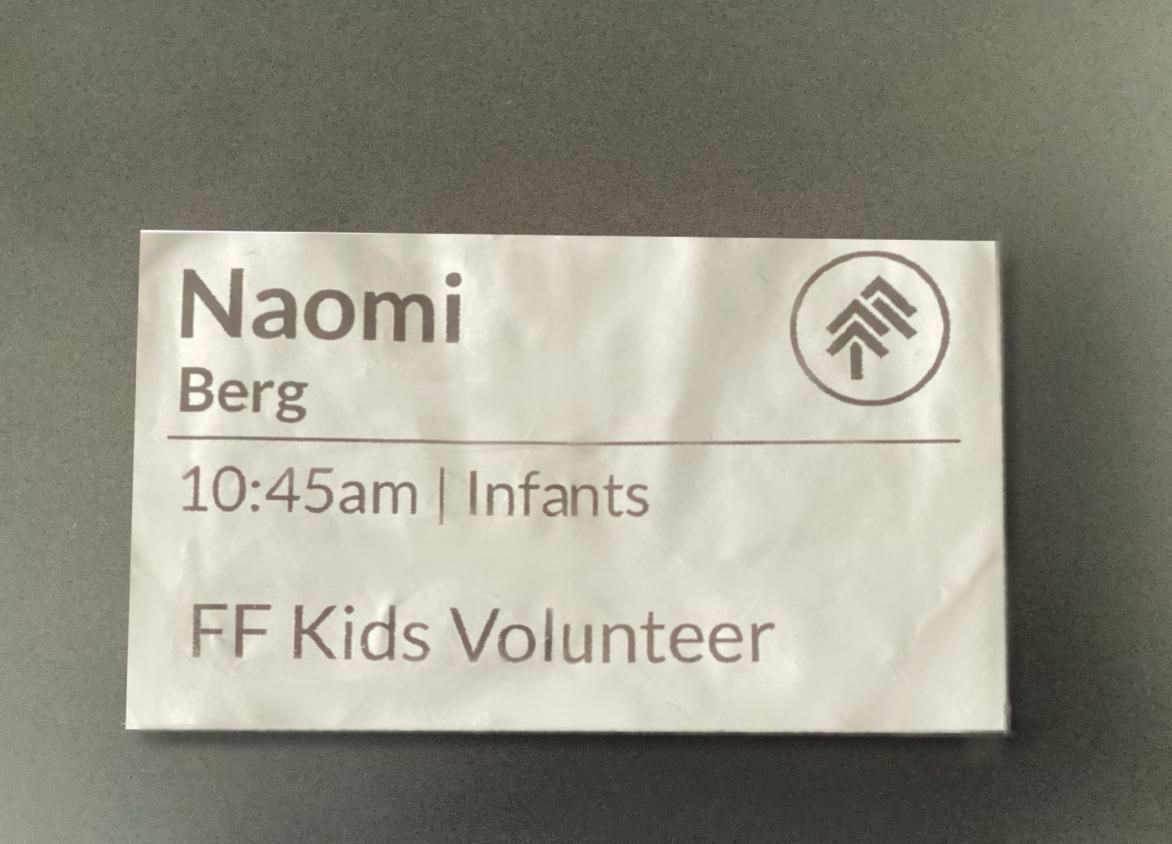 Naomi
Berg
10:45am | Infants
FF Kids Volunteer